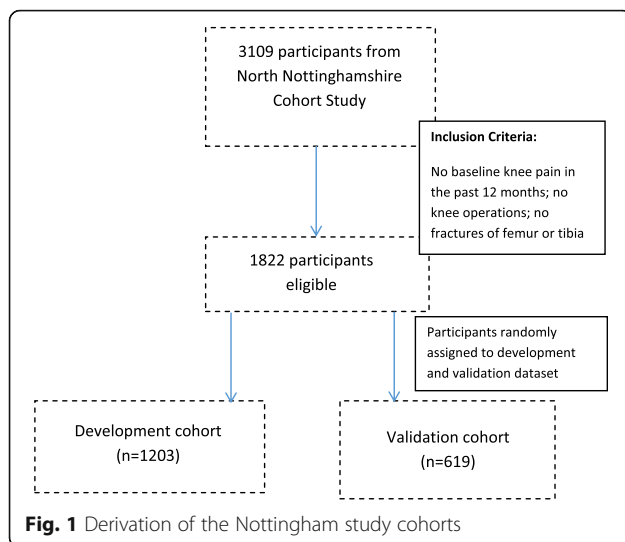 3109 participants from
North Nottinghamshire
Cohort Study
Inclusion Criteria:
No baseline knee pain in
the past 12 months; no
knee operations; no
fractures of femur or tibia
1822 participants
eligible
Participants randomly
assigned to development
and validation dataset
Development cohort
(n=1203)
Validation cohort
(n=619)
Fig. 1 Derivation of the Nottingham study cohorts